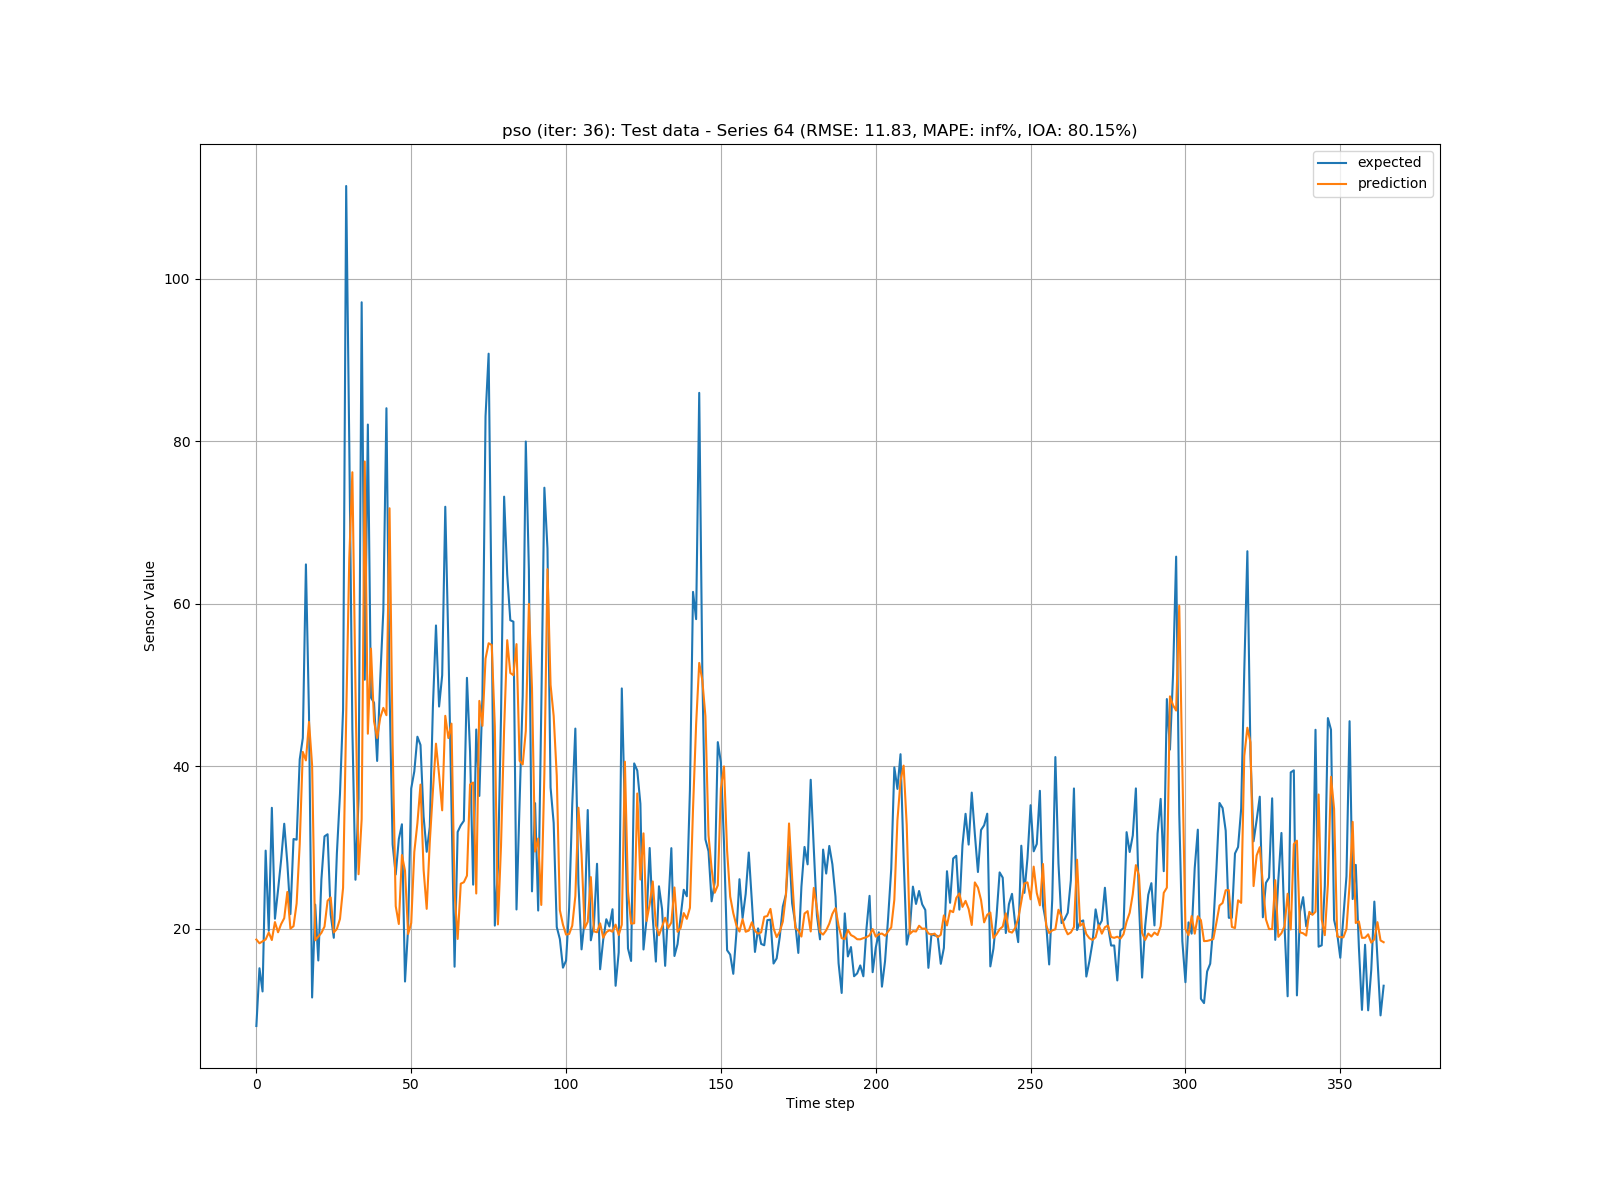 pso (iter: 36): Test data - Series 64 (RMSE: 11.83, MAPE: inf%, IOA: 80.15%)
expected
prediction
100
80
60
40
20
Sensor Value
0 50 100 150 200 250 300 350
Time step